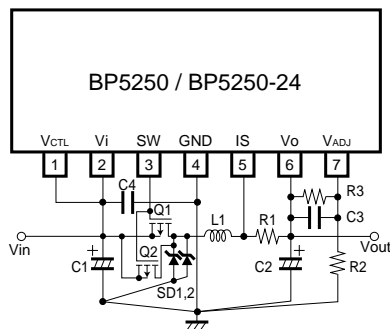 BP5250 / BP5250-24
VCTL Vi SW GND IS Vo VADJ
1 2 3 4 5 6 7
C4
Q1
R3
C3
L1
R1
Vin
Vout
+
C1
Q2
+
C2
R2
SD1,2